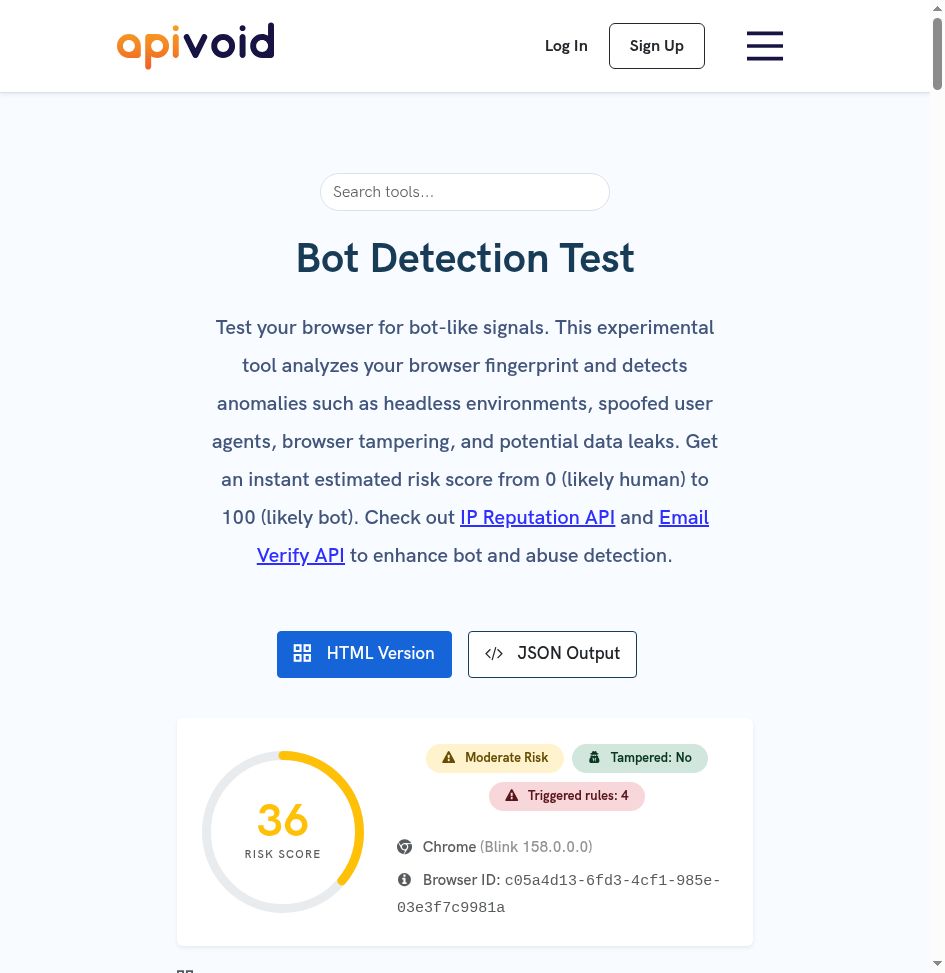 apivoid
Log In
Sign Up
Search tools...
Bot Detection Test
Test your browser for bot-like signals. This experimental
tool analyzes your browser fingerprint and detects
anomalies such as headless environments, spoofed user
agents, browser tampering, and potential data leaks. Get
an instant estimated risk score from 0 (likely human) to
100 (likely bot). Check out IP Reputation API and Email
Verify API to enhance bot and abuse detection.
HTML Version
JSON Output
36
RISK SCORE
Moderate Risk
Tampered: No
Triggered rules: 4
Chrome (Blink 158.0.0.0)
Browser ID: c05a4d13-6fd3-4cf1-985e-
03e3f7c9981a